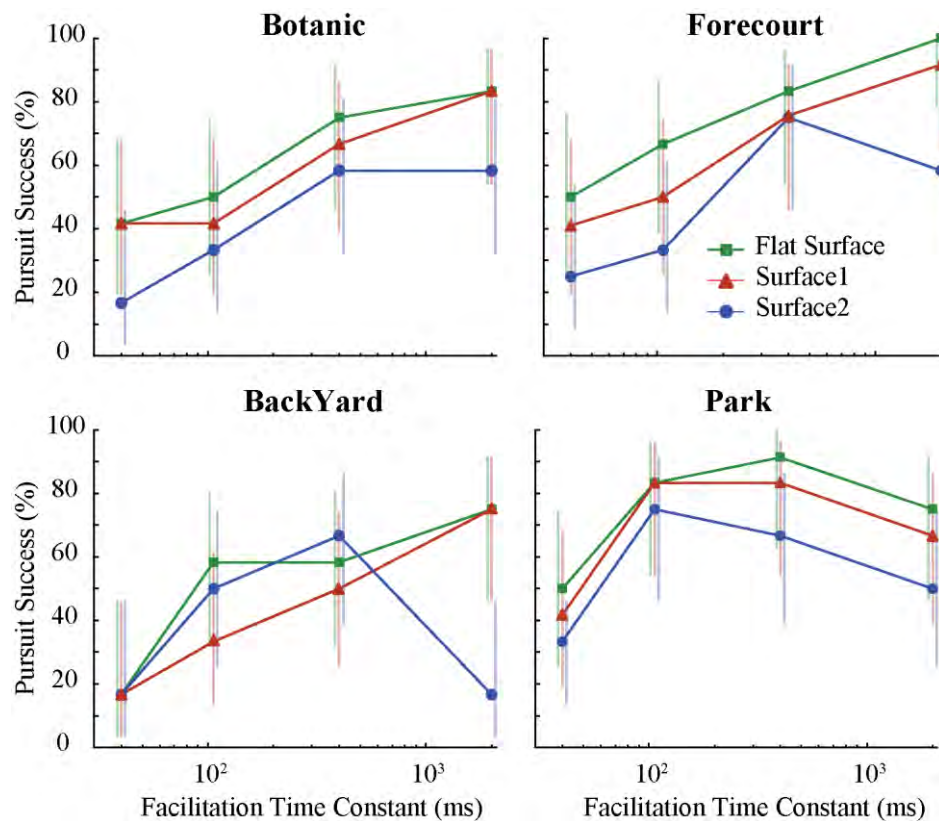 Botanic
Forecourt
100
80
60
40
20
0
Pursuit Success (%)
Flat Surface
Surface1
Surface2
BackYard
Park
100
80
60
40
20
0
Pursuit Success (%)
10²
10³
10²
10³
Facilitation Time Constant (ms)
Facilitation Time Constant (ms)